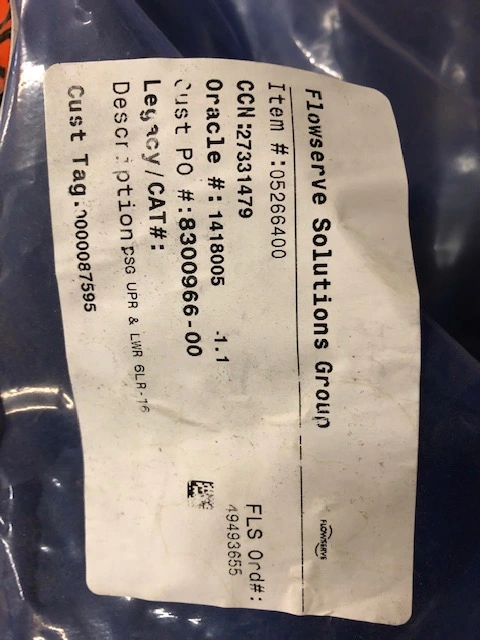 Flowserve Solutions Group
FLOWSERVE
Item #:05266400
CCN:27331479
Oracle #: 1418005 -1.1
Cust PO #:8300966-00
Legacy/CAT#:
Description PSG UPR & LWR 6LR-16
Cust Tag:0000087595
FLS Ord#:
49493655